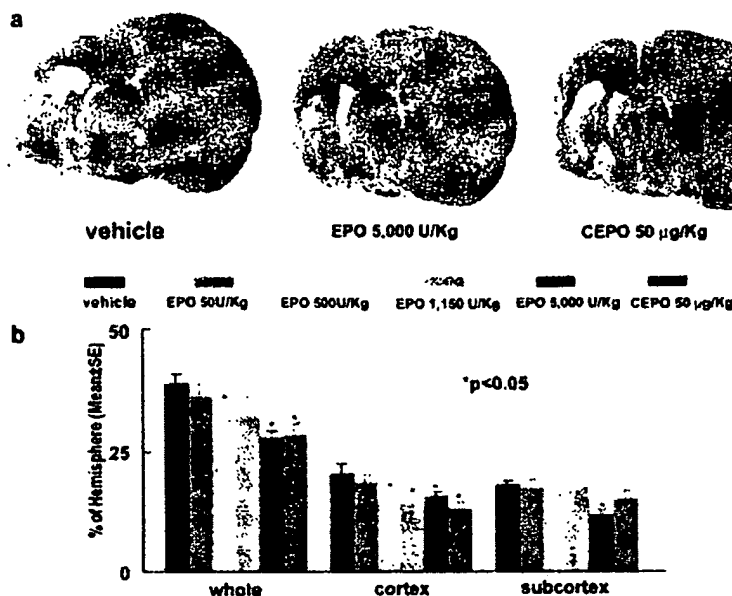 a
vehicle
EPO 5,000 U/Kg
CEPO 50 µg/Kg
vehicle
EPO 50U/Kg
EPO 500U/Kg
EPO 1,150 U/Kg
EPO 5,000 U/Kg
CEPO 50 µg/Kg
b
% of Hemisphere (Mean±SE)
50
25
0
*p<0.05
whole
cortex
subcortex